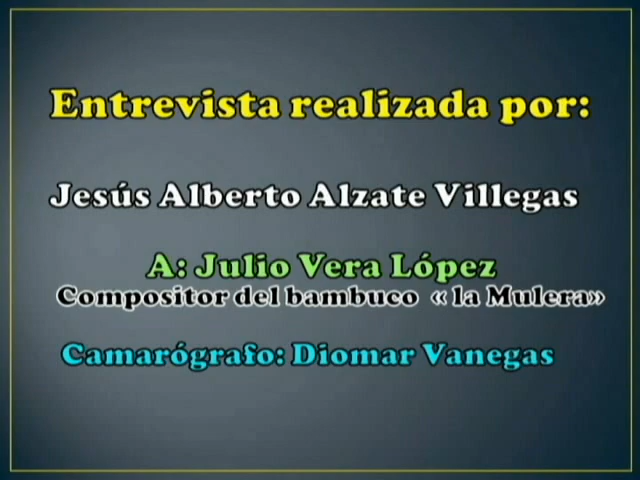 Entrevista realizada por:
Jesús Alberto Alzate Villegas
A: Julio Vera López
Compositor del bambuco « la Mulera»
Camarógrafo: Diomar Vanegas